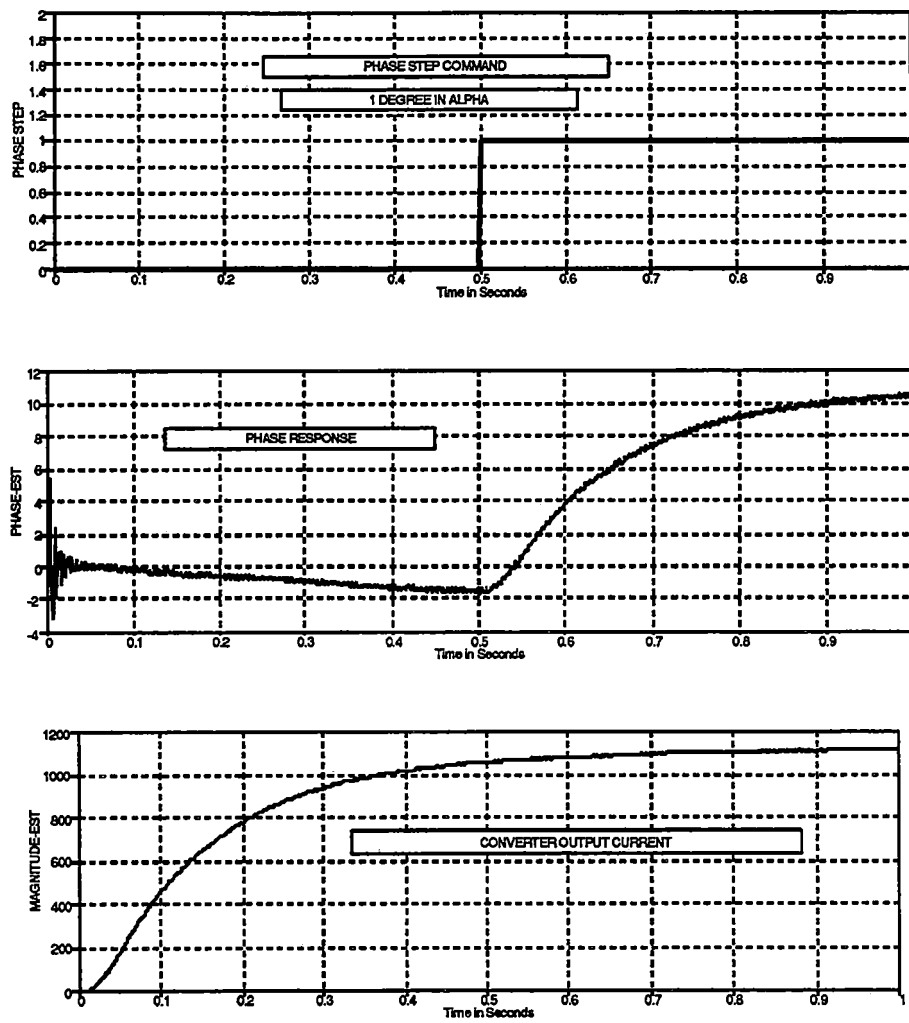 2
1.8
1.6
1.4
1.2
1
0.8
0.6
0.4
0.2
0
PHASE STEP
PHASE STEP COMMAND
1 DEGREE IN ALPHA
0 0.1 0.2 0.3 0.4 0.5 0.6 0.7 0.8 0.9
Time in Seconds
12
10
8
6
4
2
0
-2
-4
PHASE-EST
PHASE RESPONSE
0 0.1 0.2 0.3 0.4 0.5 0.6 0.7 0.8 0.9
Time in Seconds
1200
1000
800
600
400
200
0
MAGNITUDE-EST
CONVERTER OUTPUT CURRENT
0 0.1 0.2 0.3 0.4 0.5 0.6 0.7 0.8 0.9 1
Time in Seconds